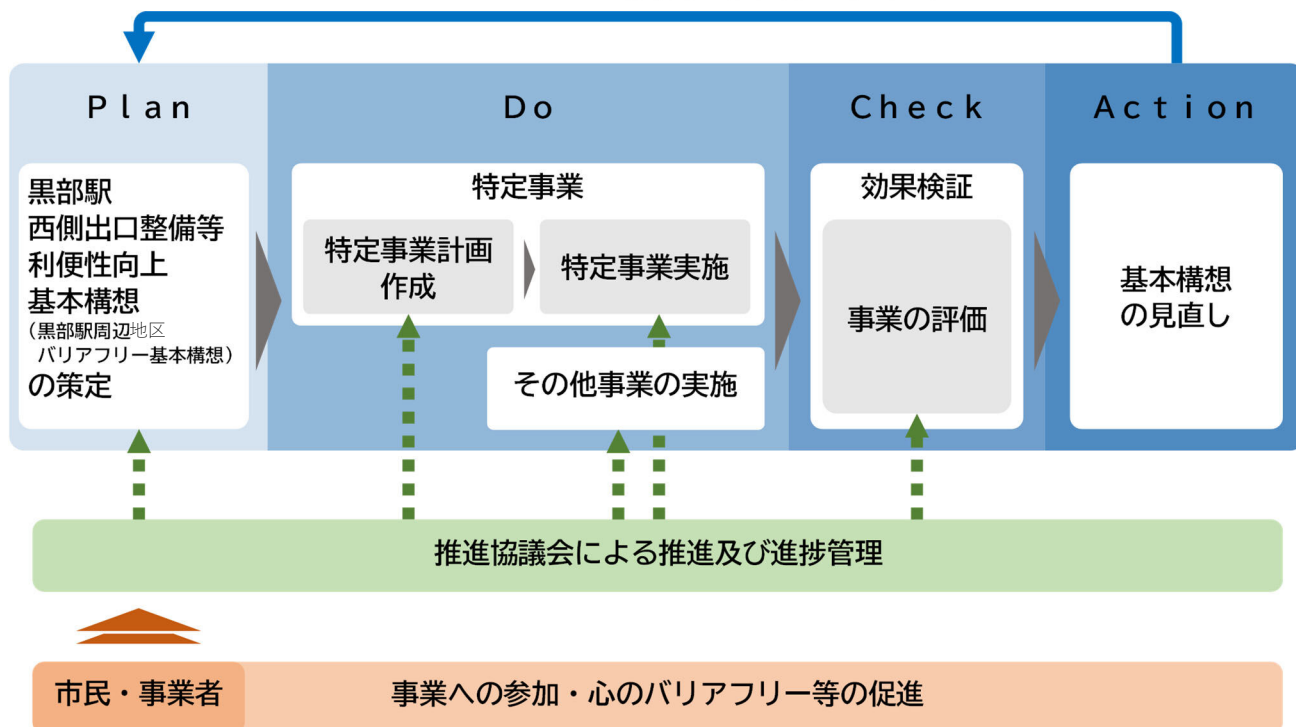 Plan
Do
Check
Action
黒部駅
西側出口整備等
利便性向上
基本構想
（黒部駅周辺地区
バリアフリー基本構想）
の策定
特定事業
特定事業計画
作成
特定事業実施
その他事業の実施
効果検証
事業の評価
基本構想
の見直し
推進協議会による推進及び進捗管理
市民・事業者
事業への参加・心のバリアフリー等の促進